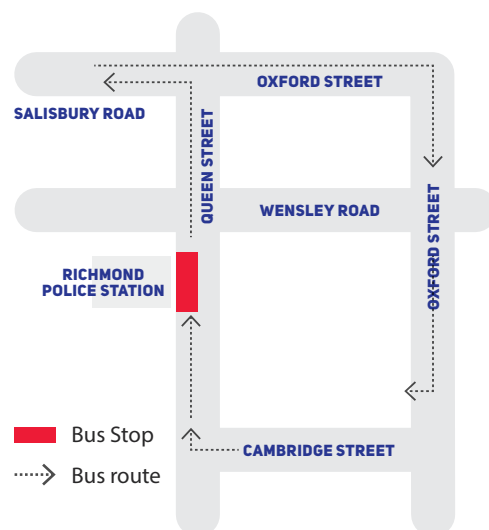 OXFORD STREET
SALISBURY ROAD
QUEEN STREET
WENSLEY ROAD
OXFORD STREET
RICHMOND
POLICE STATION
Bus Stop
CAMBRIDGE STREET
Bus route